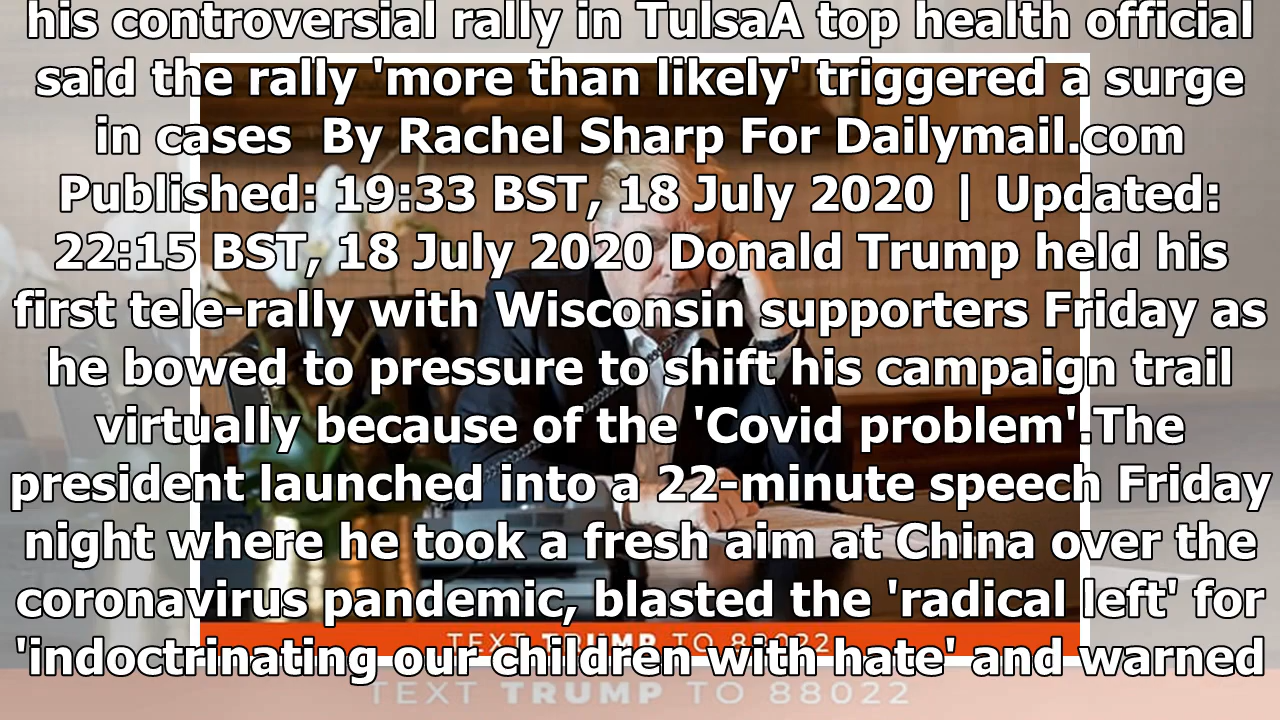 his controversial rally in TulsaA top health official
said the rally 'more than likely' triggered a surge
in cases  By Rachel Sharp For Dailymail.com
Published: 19:33 BST, 18 July 2020 | Updated:
22:15 BST, 18 July 2020 Donald Trump held his
first tele-rally with Wisconsin supporters Friday as
he bowed to pressure to shift his campaign trail
virtually because of the 'Covid problem'.The
president launched into a 22-minute speech Friday
night where he took a fresh aim at China over the
coronavirus pandemic, blasted the 'radical left' for
TEXT TRUMP TO 88022
'indoctrinating our children with hate' and warned
TEXT TRUMP TO 88022